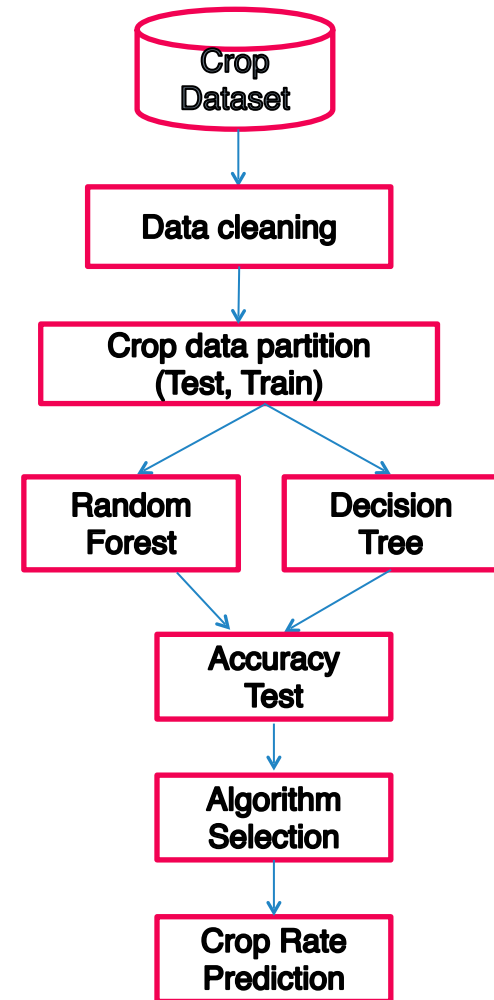 Crop
Dataset
Data cleaning
Crop data partition
(Test, Train)
Random
Forest
Decision
Tree
Accuracy
Test
Algorithm
Selection
Crop Rate
Prediction